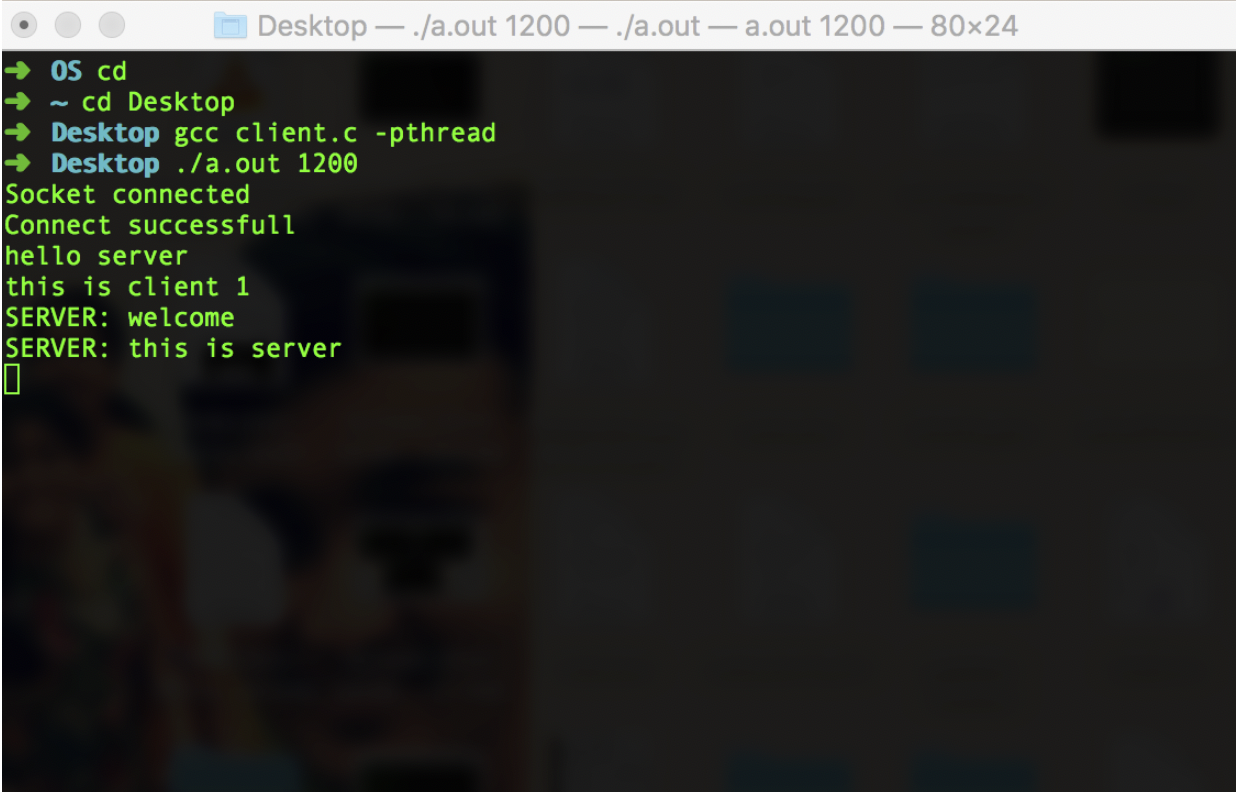 Desktop — ./a.out 1200 — ./a.out — a.out 1200 — 80×24
➜ OS cd
➜ ~ cd Desktop
➜ Desktop gcc client.c -pthread
➜ Desktop ./a.out 1200
Socket connected
Connect successfull
hello server
this is client 1
SERVER: welcome
SERVER: this is server